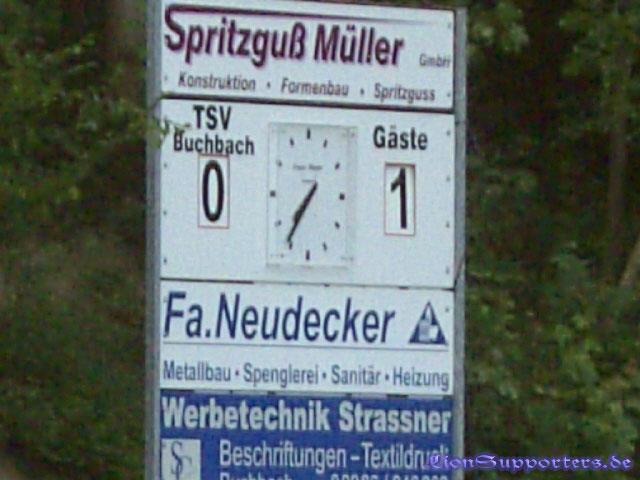 Spritzguß Müller GmbH
Konstruktion • Formenbau • Spritzguss
TSV
Buchbach
Gäste
0
1
Fa.Neudecker
Metallbau • Spenglerei • Sanitär • Heizung
Werbetechnik Strassner
Beschriftungen - Textildruck
LionSupporters.de